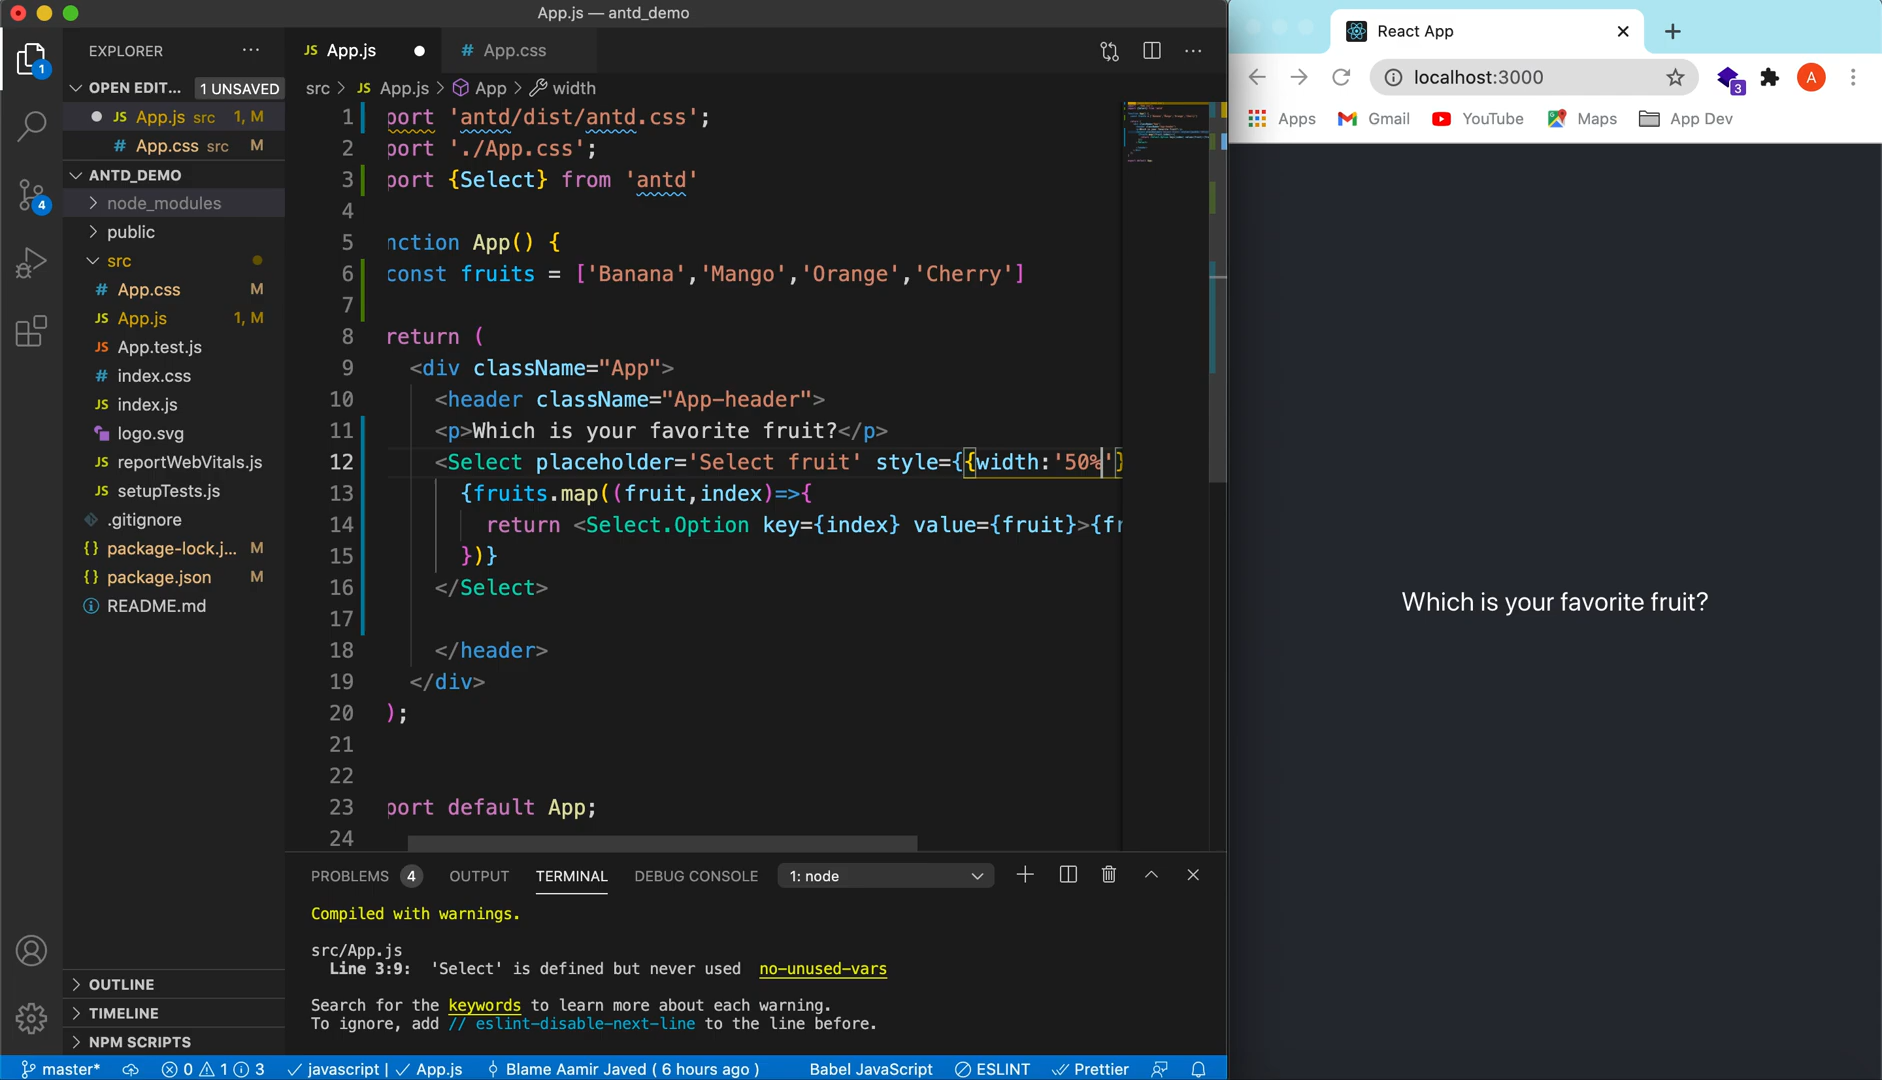 App.js — antd_demo
EXPLORER
OPEN EDIT...
1 UNSAVED
App.js src 1, M
App.css src M
ANTD_DEMO
node_modules
public
src
App.css M
App.js 1, M
App.test.js
index.css
index.js
logo.svg
reportWebVitals.js
setupTests.js
.gitignore
package-lock.j... M
package.json M
README.md
OUTLINE
TIMELINE
NPM SCRIPTS
1
4
JS App.js
# App.css
src > JS App.js > App > width
1 port 'antd/dist/antd.css';
2 port './App.css';
3 port {Select} from 'antd'
4
5 nction App() {
6 const fruits = ['Banana','Mango','Orange','Cherry']
7
8 return (
9 <div className="App">
10 <header className="App-header">
11 <p>Which is your favorite fruit?</p>
12 <Select placeholder='Select fruit' style={{width:'50%'}
13 {fruits.map((fruit,index)=>{
14 return <Select.Option key={index} value={fruit}>{fr
15 })}
16 </Select>
17
18 </header>
19 </div>
20 );
21
22
23 port default App;
24
PROBLEMS 4 OUTPUT TERMINAL DEBUG CONSOLE 1: node
Compiled with warnings.
src/App.js
Line 3:9: 'Select' is defined but never used no-unused-vars
Search for the keywords to learn more about each warning.
To ignore, add // eslint-disable-next-line to the line before.
master* 0 1 3 javascript | App.js Blame Aamir Javed ( 6 hours ago ) Babel JavaScript ESLINT Prettier
React App
localhost:3000
3
A
Apps Gmail YouTube Maps App Dev
Which is your favorite fruit?